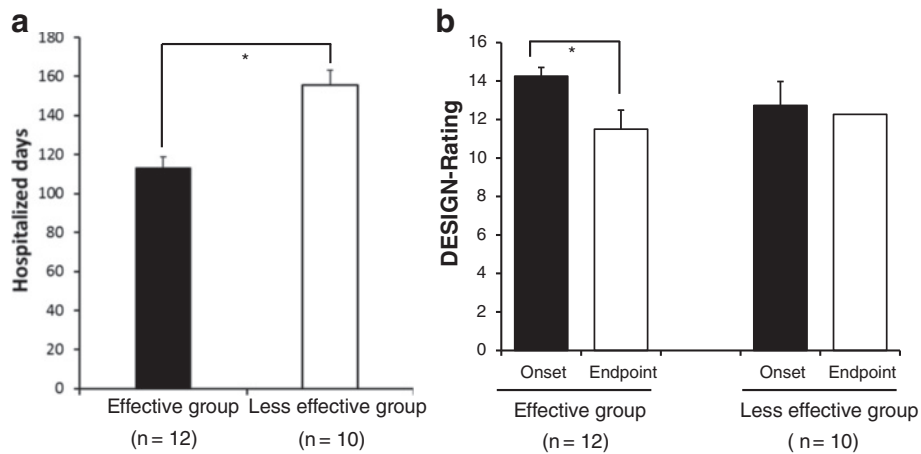 a
180
160
140
120
100
80
60
40
20
0
Hospitalized days
*
Effective group
(n = 12)
Less effective group
(n = 10)
b
16
14
12
10
8
6
4
2
0
DESIGN-Rating
*
Onset Endpoint
Effective group
(n = 12)
Onset Endpoint
Less effective group
( n = 10)